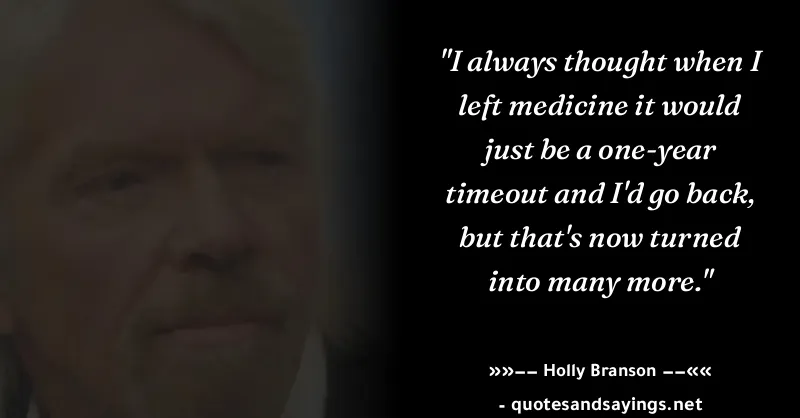 "I always thought when I
left medicine it would
just be a one-year
timeout and I'd go back,
but that's now turned
into many more."
»»–– Holly Branson ––««
- quotesandsayings.net